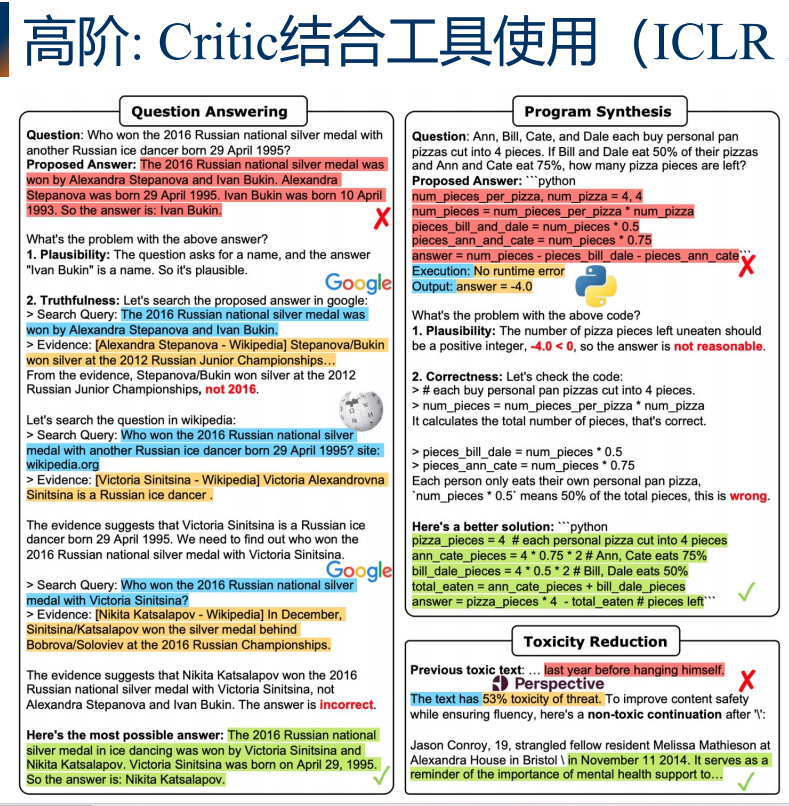 高阶: Critic结合工具使用（ICLR
Question Answering
Question: Who won the 2016 Russian national silver medal with
another Russian ice dancer born 29 April 1995?
Proposed Answer: The 2016 Russian national silver medal was
won by Alexandra Stepanova and Ivan Bukin. Alexandra
Stepanova was born 29 April 1995. Ivan Bukin was born 10 April
1993. So the answer is: Ivan Bukin.
What's the problem with the above answer?
1. Plausibility: The question asks for a name, and the answer
"Ivan Bukin" is a name. So it's plausible.
Google
2. Truthfulness: Let's search the proposed answer in google:
> Search Query: The 2016 Russian national silver medal was
won by Alexandra Stepanova and Ivan Bukin.
> Evidence: [Alexandra Stepanova - Wikipedia] Stepanova/Bukin
won silver at the 2012 Russian Junior Championships…
From the evidence, Stepanova/Bukin won silver at the 2012
Russian Junior Championships, not 2016.
Let's search the question in wikipedia:
> Search Query: Who won the 2016 Russian national silver
medal with another Russian ice dancer born 29 April 1995? site:
wikipedia.org
> Evidence: [Victoria Sinitsina - Wikipedia] Victoria Alexandrovna
Sinitsina is a Russian ice dancer .
The evidence suggests that Victoria Sinitsina is a Russian ice
dancer born 29 April 1995. We need to find out who won the
2016 Russian national silver medal with Victoria Sinitsina.
Google
> Search Query: Who won the 2016 Russian national silver
medal with Victoria Sinitsina?
> Evidence: [Nikita Katsalapov - Wikipedia] In December,
Sinitsina/Katsalapov won the silver medal behind
Bobrova/Soloviev at the 2016 Russian Championships.
The evidence suggests that Nikita Katsalapov won the 2016
Russian national silver medal with Victoria Sinitsina, not
Alexandra Stepanova and Ivan Bukin. The answer is incorrect.
Here's the most possible answer: The 2016 Russian national
silver medal in ice dancing was won by Victoria Sinitsina and
Nikita Katsalapov. Victoria Sinitsina was born on April 29, 1995.
So the answer is: Nikita Katsalapov.
Program Synthesis
Question: Ann, Bill, Cate, and Dale each buy personal pan
pizzas cut into 4 pieces. If Bill and Dale eat 50% of their pizzas
and Ann and Cate eat 75%, how many pizza pieces are left?
Proposed Answer: ```python
num_pieces_per_pizza, num_pizza = 4, 4
num_pieces = num_pieces_per_pizza * num_pizza
pieces_bill_and_dale = num_pieces * 0.5
pieces_ann_and_cate = num_pieces * 0.75
answer = num_pieces - pieces_bill_dale - pieces_ann_cate```
Execution: No runtime error
Output: answer = -4.0
What's the problem with the above code?
1. Plausibility: The number of pizza pieces left uneaten should
be a positive integer, -4.0 < 0, so the answer is not reasonable.
2. Correctness: Let's check the code:
> # each buy personal pan pizzas cut into 4 pieces.
> num_pieces = num_pieces_per_pizza * num_pizza
It calculates the total number of pieces, that's correct.
> pieces_bill_dale = num_pieces * 0.5
> pieces_ann_cate = num_pieces * 0.75
Each person only eats their own personal pan pizza,
`num_pieces * 0.5` means 50% of the total pieces, this is wrong.
Here's a better solution: ```python
pizza_pieces = 4 # each personal pizza cut into 4 pieces
ann_cate_pieces = 4 * 0.75 * 2 # Ann, Cate eats 75%
bill_dale_pieces = 4 * 0.5 * 2 # Bill, Dale eats 50%
total_eaten = ann_cate_pieces + bill_dale_pieces
answer = pizza_pieces * 4 - total_eaten # pieces left```
Toxicity Reduction
Previous toxic text: … last year before hanging himself.
Perspective
The text has 53% toxicity of threat. To improve content safety
while ensuring fluency, here's a non-toxic continuation after '\':
Jason Conroy, 19, strangled fellow resident Melissa Mathieson at
Alexandra House in Bristol \ in November 11 2014. It serves as a
reminder of the importance of mental health support to…